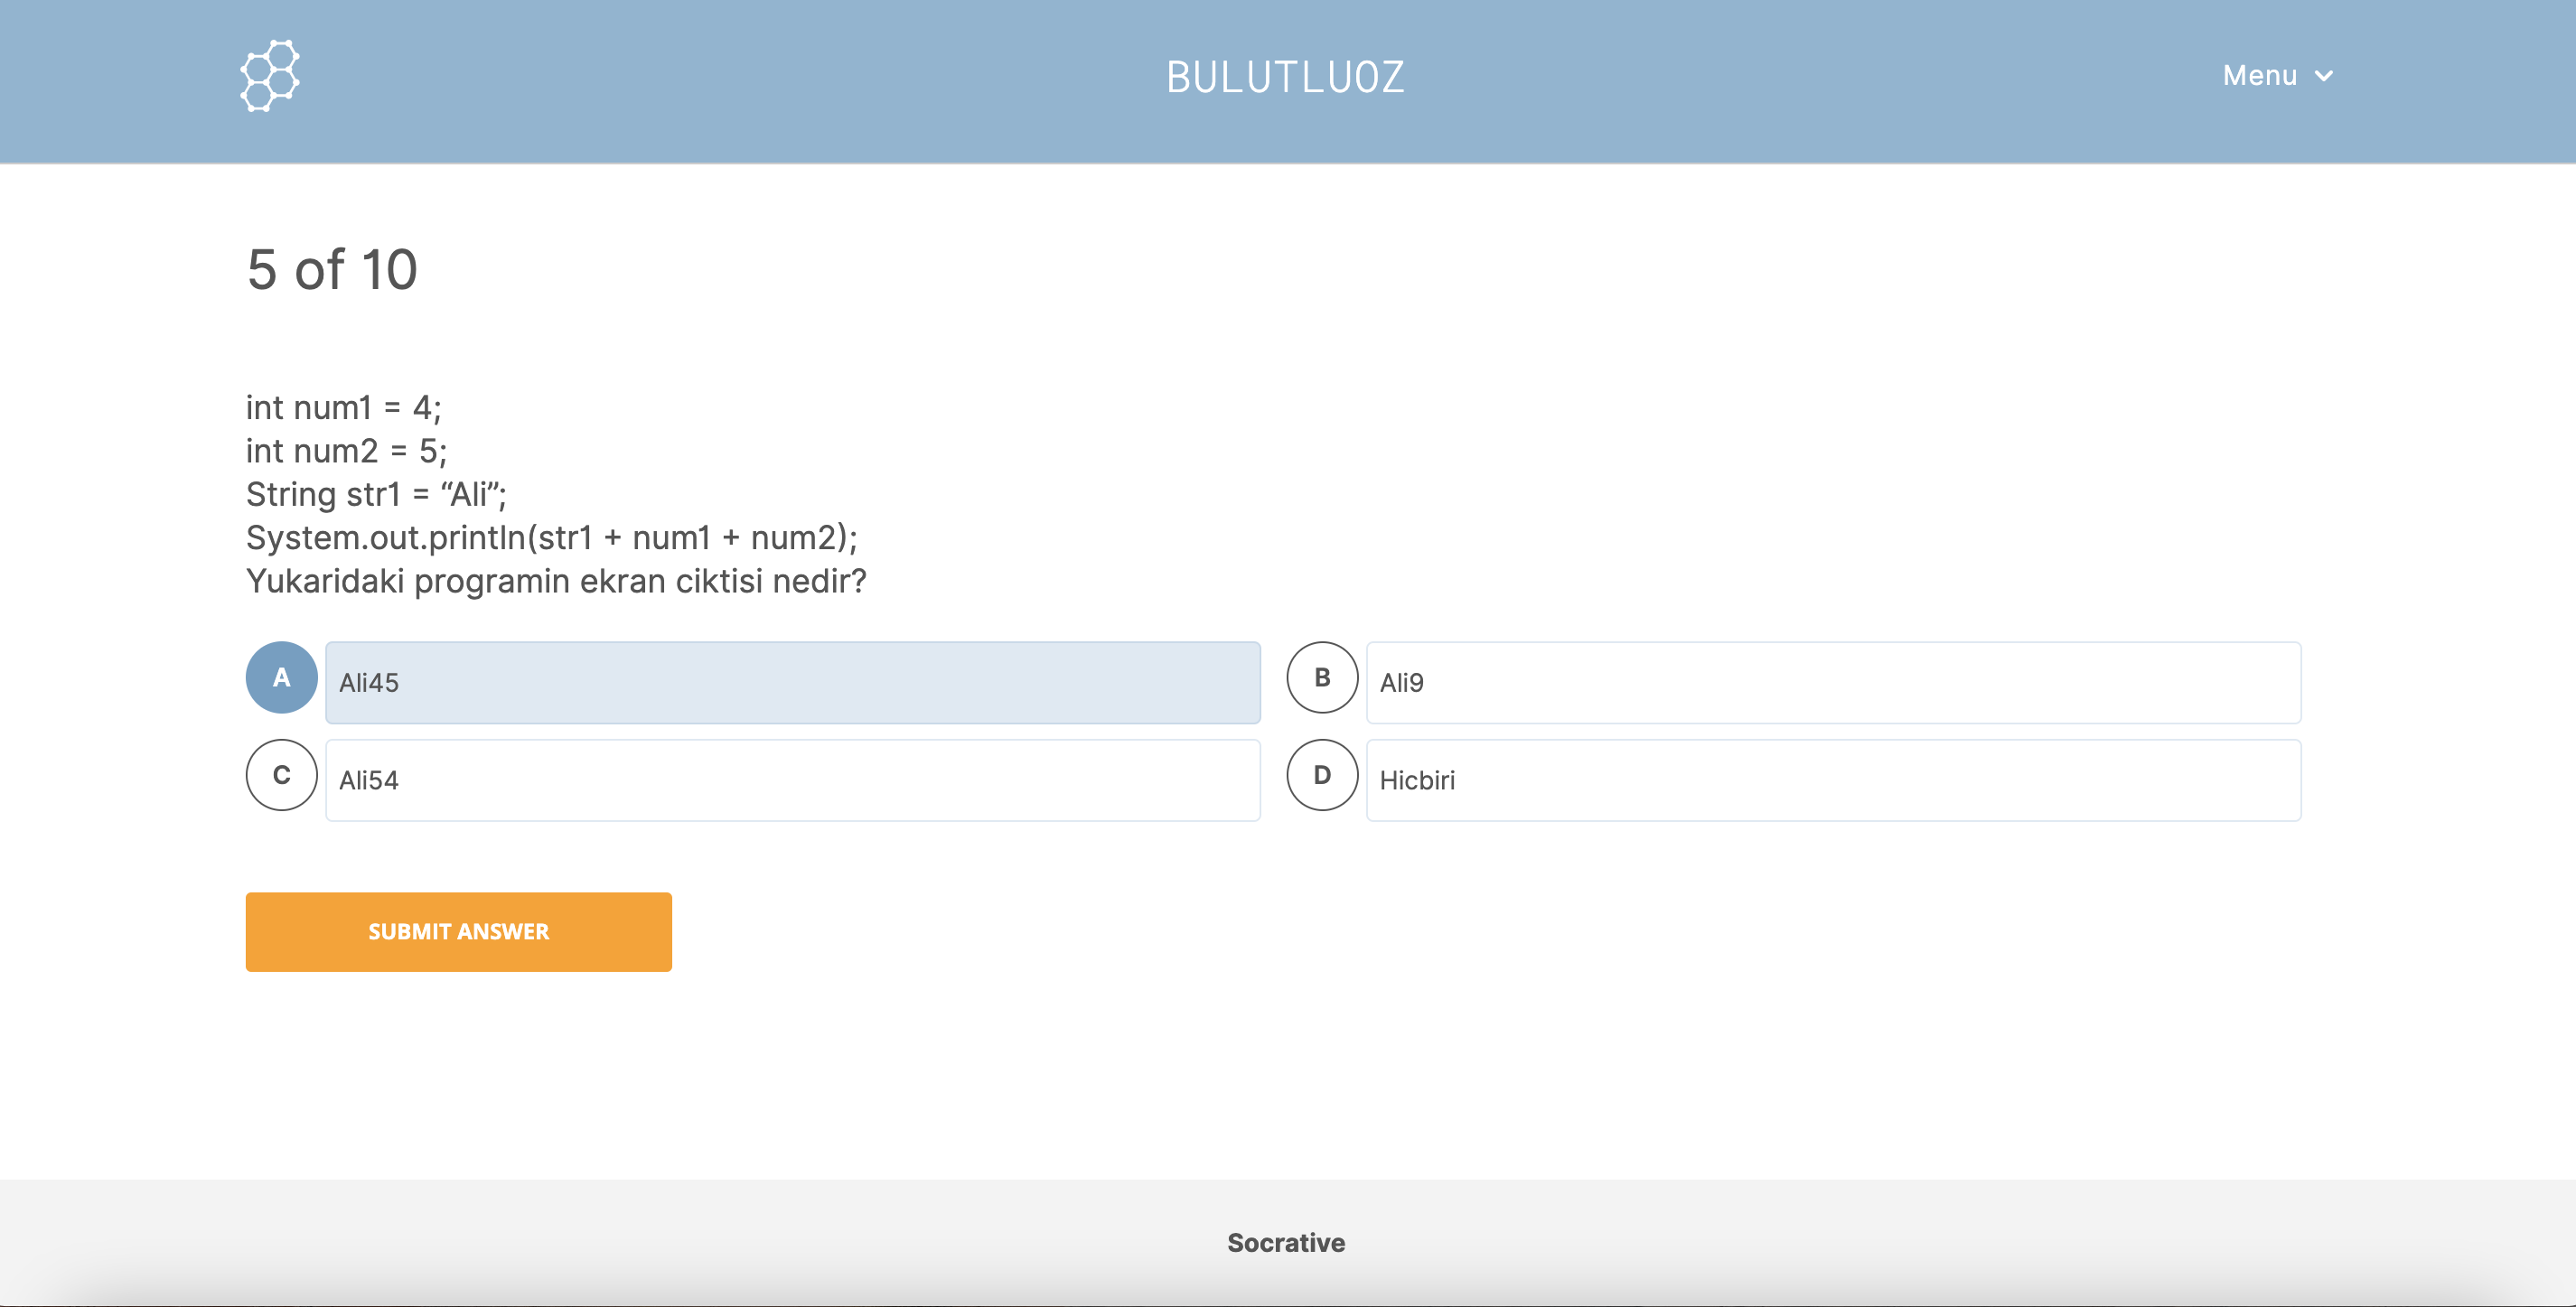 BULUTLUOZ
Menu
5 of 10
int num1 = 4;
int num2 = 5;
String str1 = “Ali”;
System.out.println(str1 + num1 + num2);
Yukaridaki programin ekran ciktisi nedir?
A Ali45
B Ali9
C Ali54
D Hicbiri
SUBMIT ANSWER
Socrative